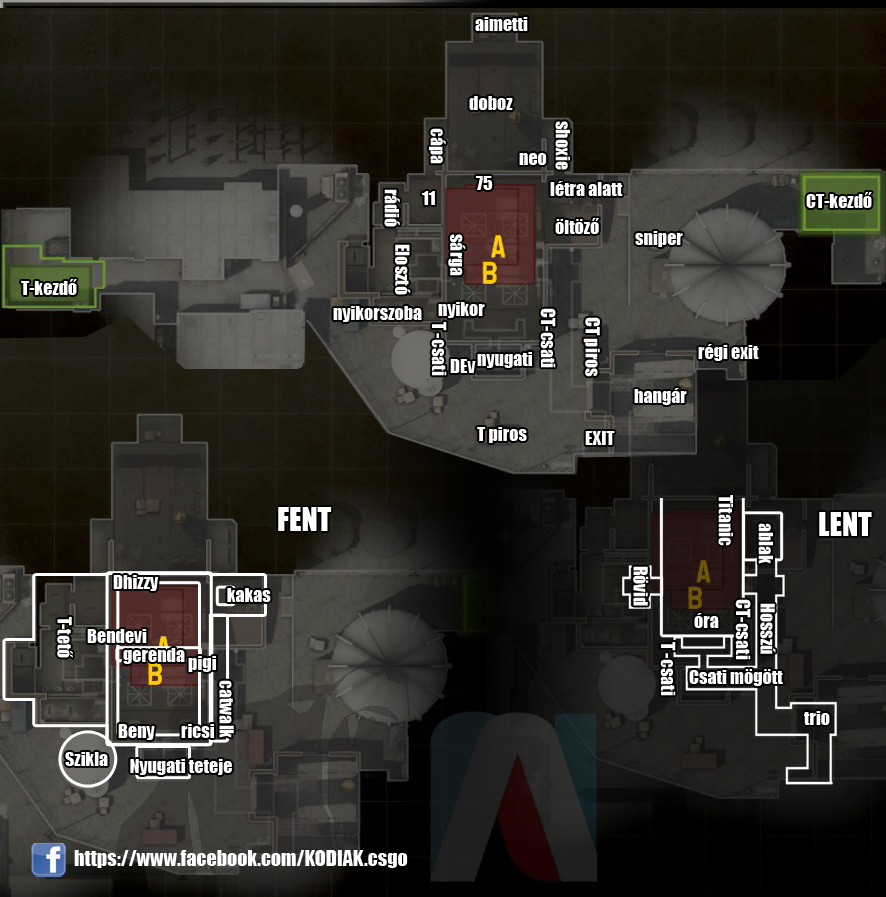 aimetti
doboz
cápa
shoxie
neo
75
létra alatt
11
rádió
CT-kezdő
öltöző
sárga
A
sniper
Elosztó
B
T-kezdő
nyikorszoba
nyikor
T-csati
CT-csati
CT piros
régi exit
DEv
nyugati
hangár
T piros
EXIT
FENT
Dhizzy
kakas
T-tető
Bendevi
A
gerenda
pigi
B
catwalk
Beny
ricsi
Szikla
Nyugati teteje
LENT
Titanic
ablak
Rövid
A
B
óra
CT-csati
Hosszú
T-csati
Csati mögött
trio
f
https://www.facebook.com/KODIAK.csgo